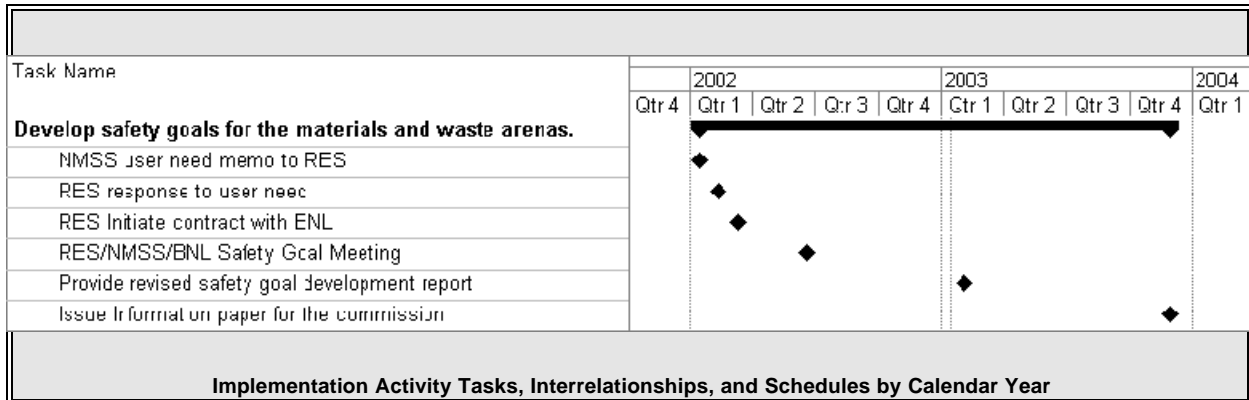 Task Name
2002 2003 2004
Qtr 4 Qtr 1 Qtr 2 Qtr 3 Qtr 4 Qtr 1 Qtr 2 Qtr 3 Qtr 4 Qtr 1
Develop safety goals for the materials and waste arenas.
NMSS user need memo to RES
RES response to user need
RES Initiate contract with BNL
RES/NMSS/BNL Safety Goal Meeting
Provide revised safety goal development report
Issue Information paper for the commission
Implementation Activity Tasks, Interrelationships, and Schedules by Calendar Year